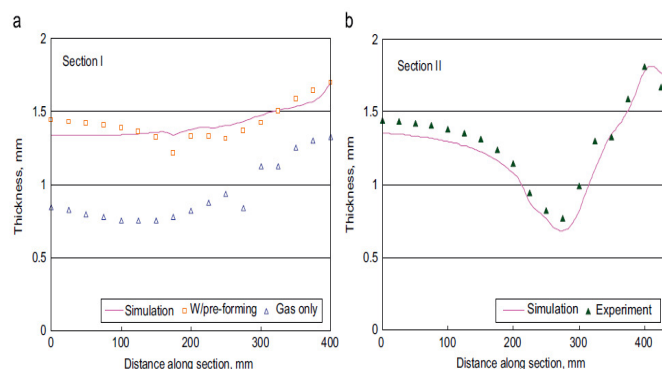 a
Section I
2
1.5
1
0.5
0
Thickness, mm
Simulation W/pre-forming Gas only
0 100 200 300 400
Distance along section, mm
b
Section II
2
1.5
1
0.5
0
Thickness, mm
Simulation Experiment
0 100 200 300 400
Distance along section, mm